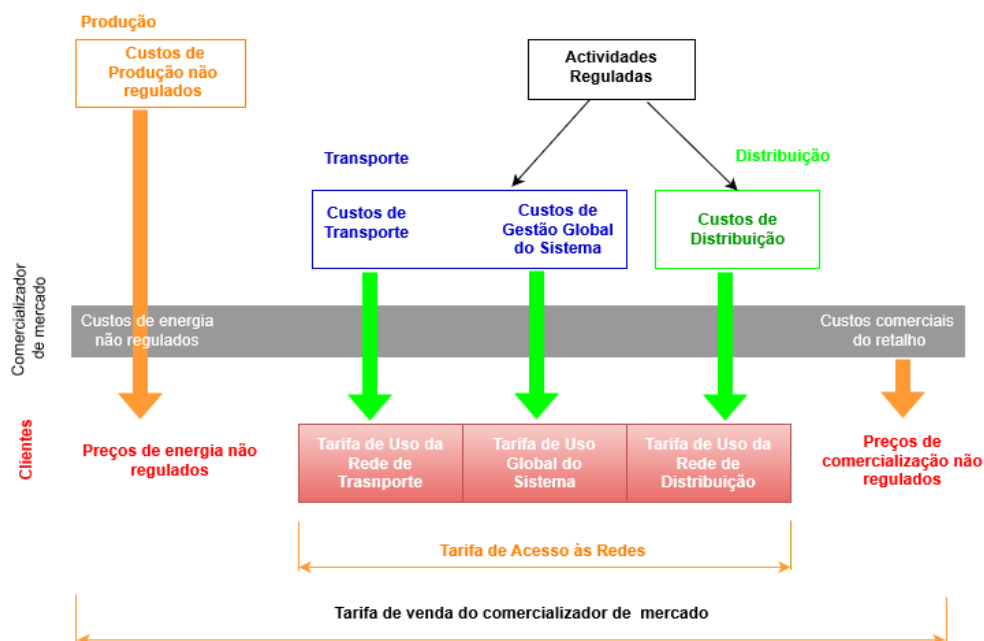 Produção
Custos de
Produção não
regulados
Actividades
Reguladas
Transporte
Distribuição
Custos de
Transporte
Custos de
Gestão Global
do Sistema
Custos de
Distribuição
Comercializador
de mercado
Custos de energia
não regulados
Custos comerciais
do retalho
Clientes
Preços de energia não
regulados
Tarifa de Uso da
Rede de
Trasnporte
Tarifa de Uso
Global do
Sistema
Tarifa de Uso da
Rede de
Distribuição
Preços de
comercialização não
regulados
Tarifa de Acesso às Redes
Tarifa de venda do comercializador de mercado